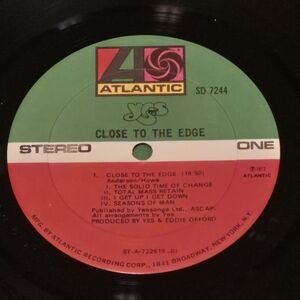 ATLANTIC
SD 7244
yes
CLOSE TO THE EDGE
STEREO
ONE
1. CLOSE TO THE EDGE (18:50)
Anderson/Howe
I. THE SOLID TIME OF CHANGE
II. TOTAL MASS RETAIN
III. I GET UP I GET DOWN
IV. SEASONS OF MAN
Published by Yessongs Ltd., ASCAP.
All arrangements by Yes.
PRODUCED BY YES & EDDIE OFFORD
℗ 1972
ATLANTIC
ST-A-722619
MFG. BY ATLANTIC RECORDING CORP., 1841 BROADWAY, NEW YORK, N.Y.